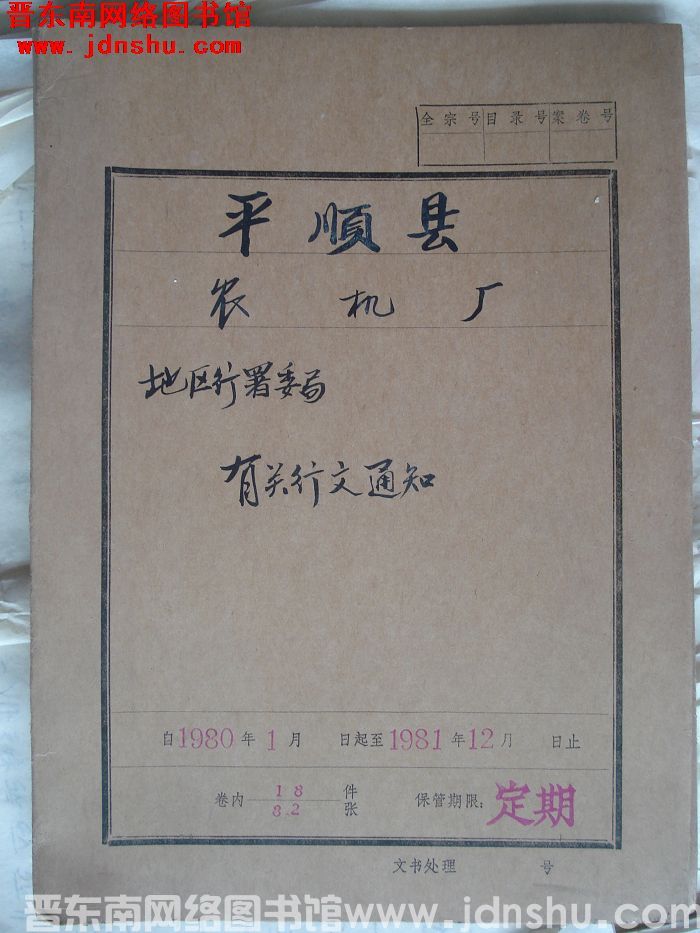 晋东南网络图书馆
www.jdnshu.com
全宗号 目录号 案卷号
平順县
农机厂
地区行署委局
有关行文通知
自1980年1月 日起至1981年12月 日止
卷内 18 件
82 张
保管期限：定期
文书处理 号
晋东南网络图书馆www.jdnshu.com